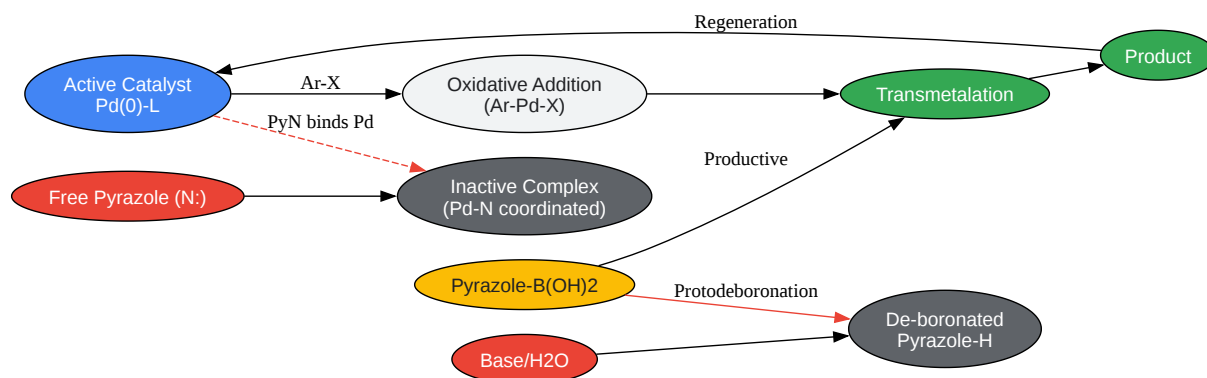 Regeneration
Product
Active Catalyst
Pd(0)-L
Ar-X
Oxidative Addition
(Ar-Pd-X)
Transmetalation
PyN binds Pd
Productive
Free Pyrazole (N:)
Inactive Complex
(Pd-N coordinated)
Pyrazole-B(OH)2
Protodeboronation
De-boronated
Pyrazole-H
Base/H2O